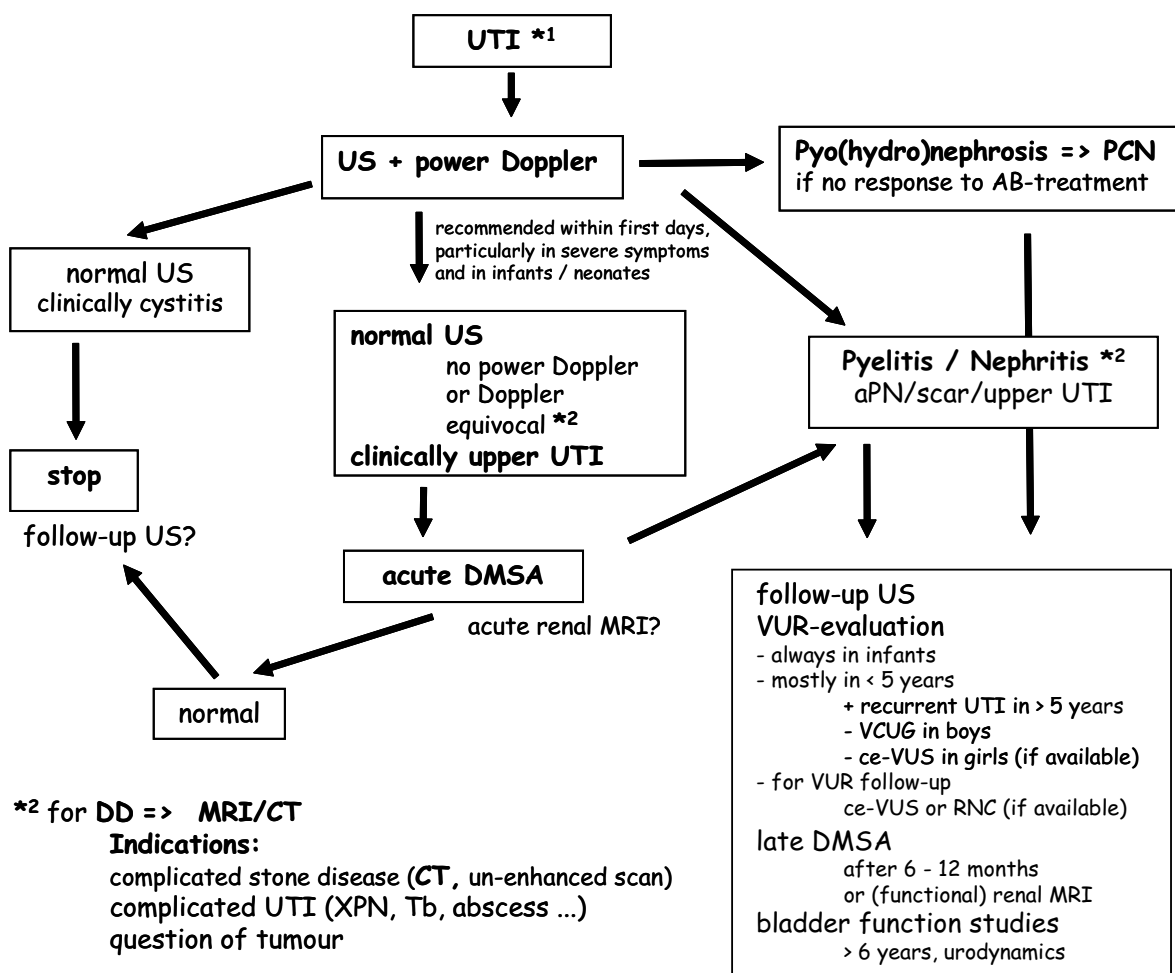 UTI *1
US + power Doppler
Pyo(hydro)nephrosis => PCN
if no response to AB-treatment
recommended within first days,
particularly in severe symptoms
and in infants / neonates
normal US
clinically cystitis
normal US
no power Doppler
or Doppler
equivocal *2
clinically upper UTI
Pyelitis / Nephritis *2
aPN/scar/upper UTI
stop
follow-up US?
acute DMSA
acute renal MRI?
normal
follow-up US
VUR-evaluation
- always in infants
- mostly in < 5 years
+ recurrent UTI in > 5 years
- VCUG in boys
- ce-VUS in girls (if available)
- for VUR follow-up
ce-VUS or RNC (if available)
late DMSA
after 6 - 12 months
or (functional) renal MRI
bladder function studies
> 6 years, urodynamics
*2 for DD => MRI/CT
Indications:
complicated stone disease (CT, un-enhanced scan)
complicated UTI (XPN, Tb, abscess ...)
question of tumour